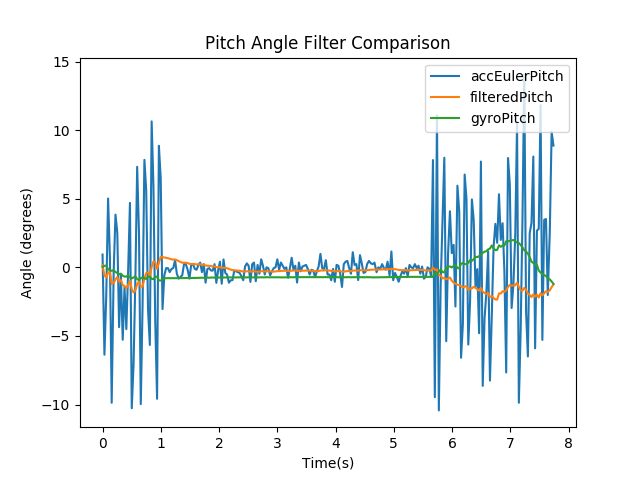 Pitch Angle Filter Comparison
accEulerPitch
filteredPitch
gyroPitch
Angle (degrees)
15
10
5
0
−5
−10
0 1 2 3 4 5 6 7 8
Time(s)